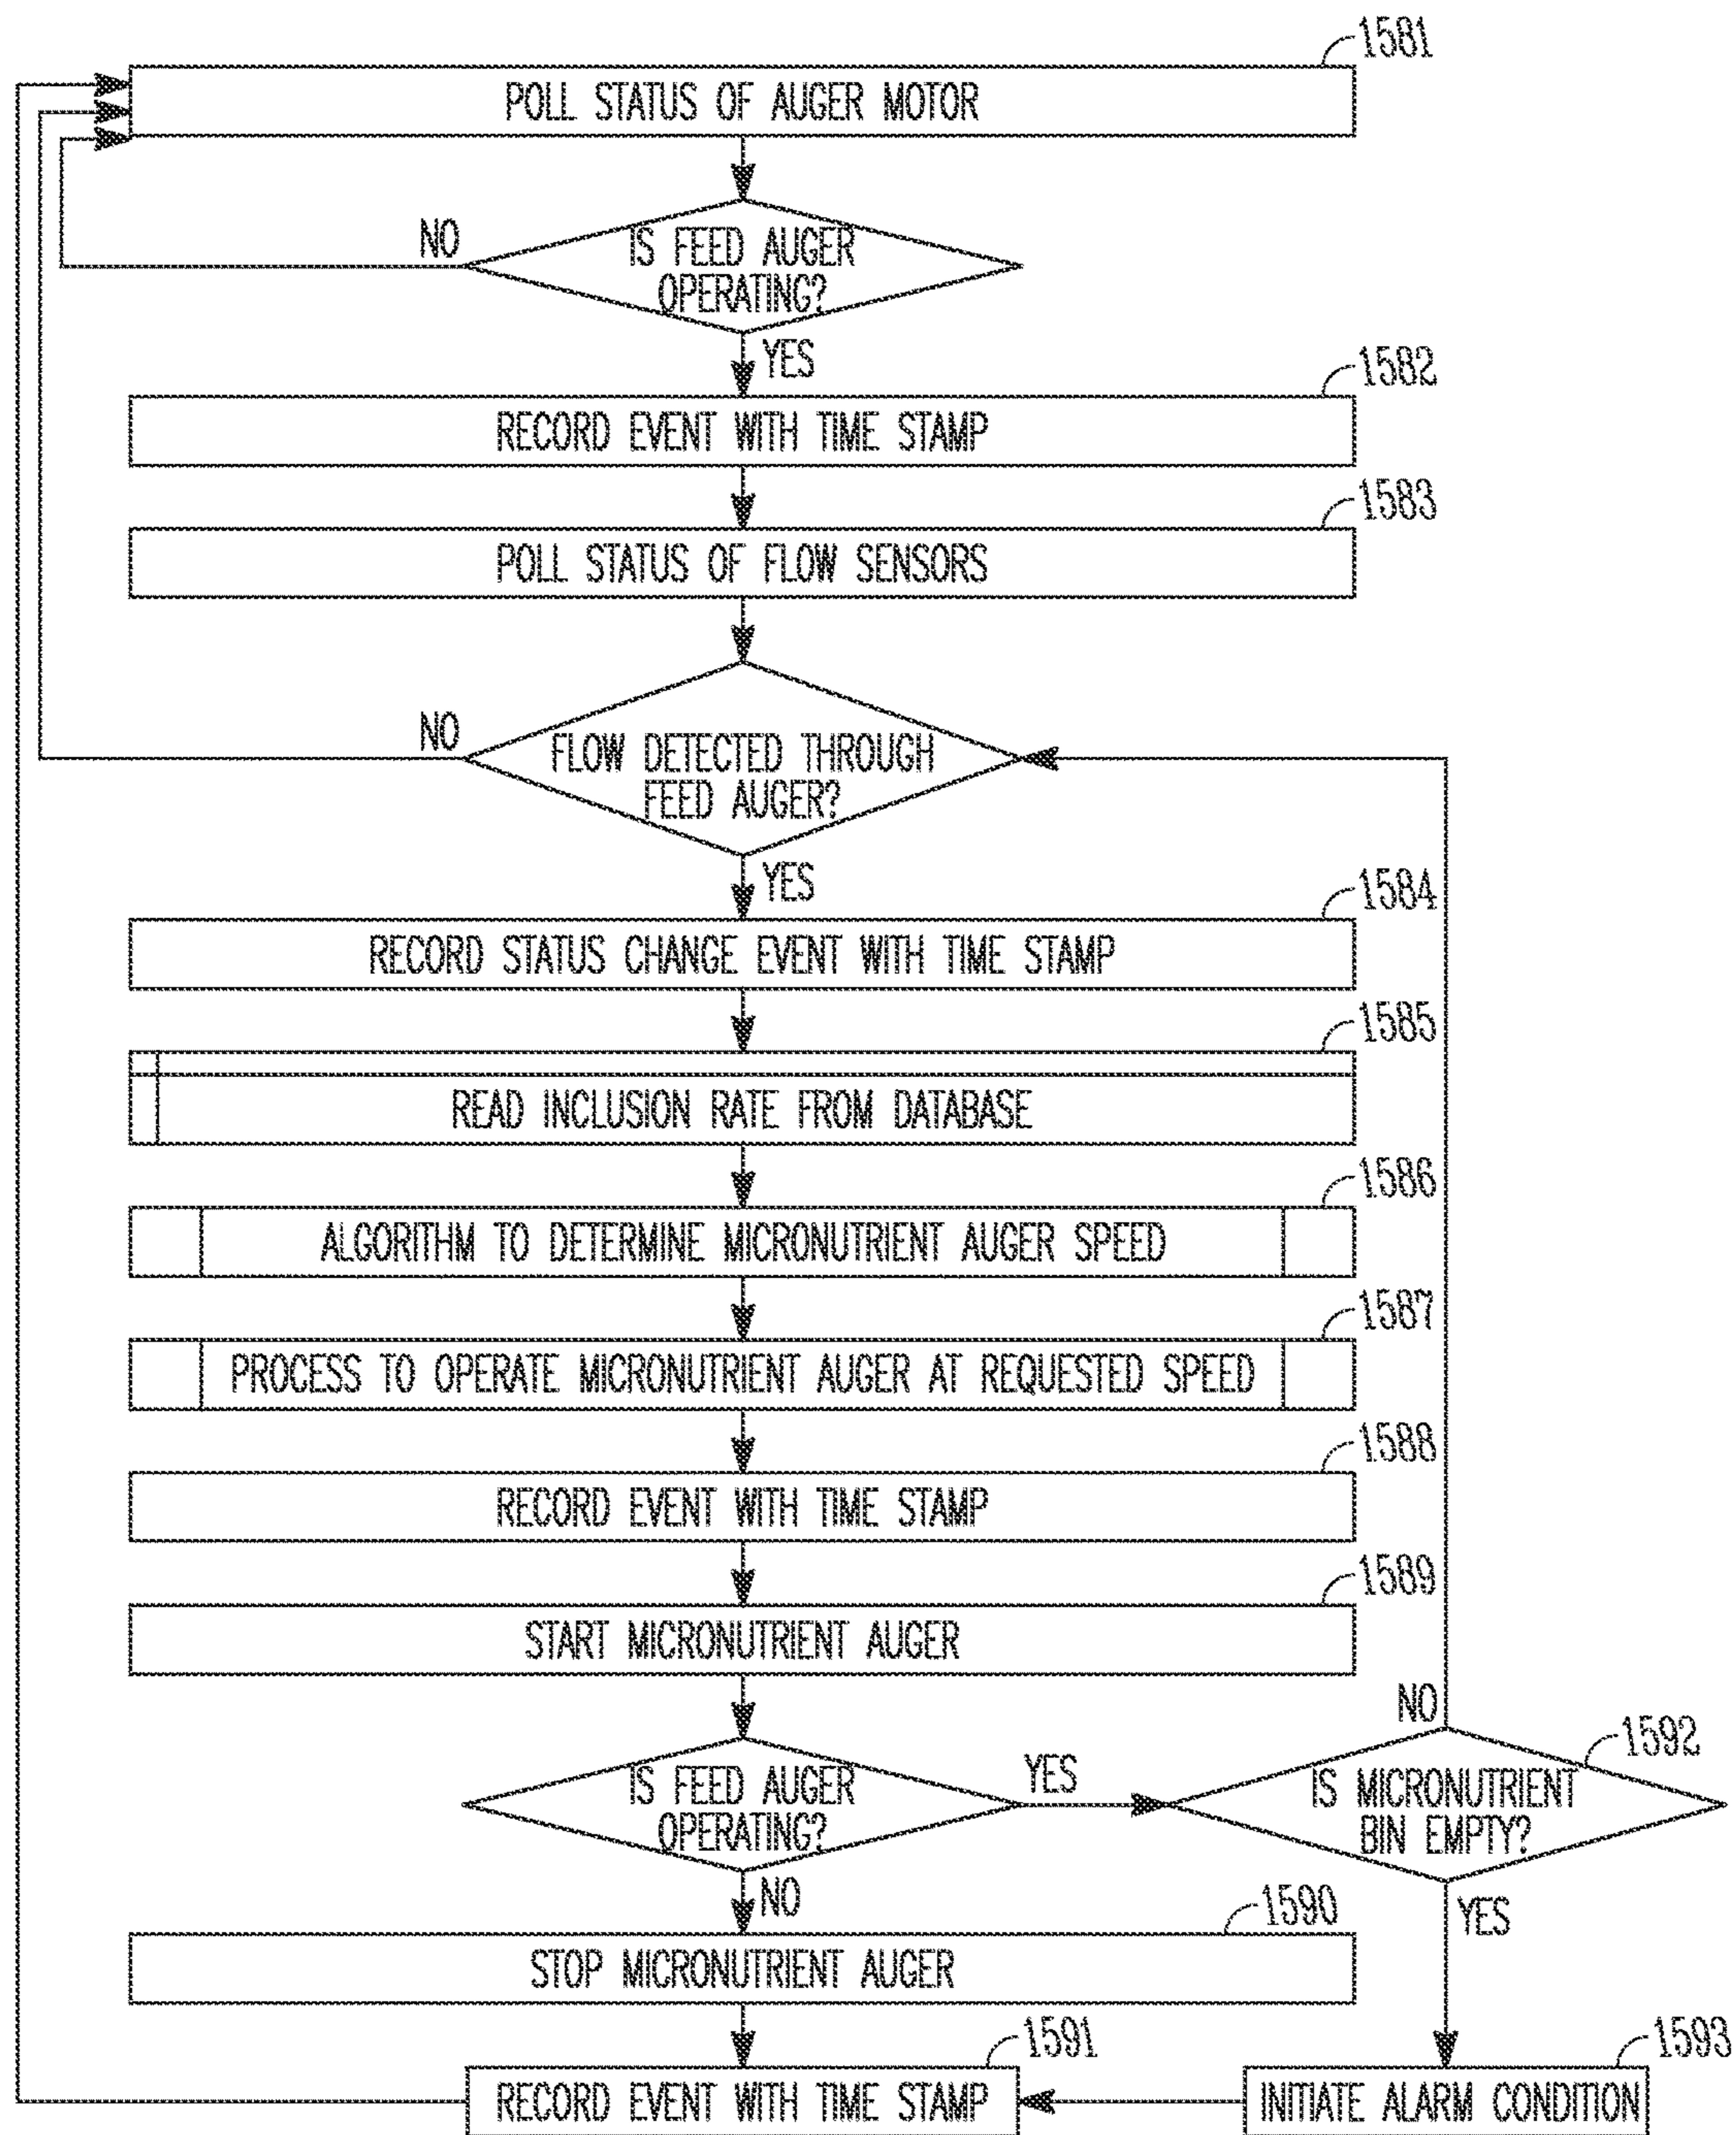 1581
POLL STATUS OF AUGER MOTOR
NO
IS FEED AUGER
OPERATING?
YES
1582
RECORD EVENT WITH TIME STAMP
1583
POLL STATUS OF FLOW SENSORS
NO
FLOW DETECTED THROUGH
FEED AUGER?
YES
1584
RECORD STATUS CHANGE EVENT WITH TIME STAMP
1585
READ INCLUSION RATE FROM DATABASE
1586
ALGORITHM TO DETERMINE MICRONUTRIENT AUGER SPEED
1587
PROCESS TO OPERATE MICRONUTRIENT AUGER AT REQUESTED SPEED
1588
RECORD EVENT WITH TIME STAMP
1589
START MICRONUTRIENT AUGER
NO
1592
IS FEED AUGER
OPERATING?
YES
IS MICRONUTRIENT
BIN EMPTY?
NO
YES
1590
STOP MICRONUTRIENT AUGER
1591
RECORD EVENT WITH TIME STAMP
1593
INITIATE ALARM CONDITION